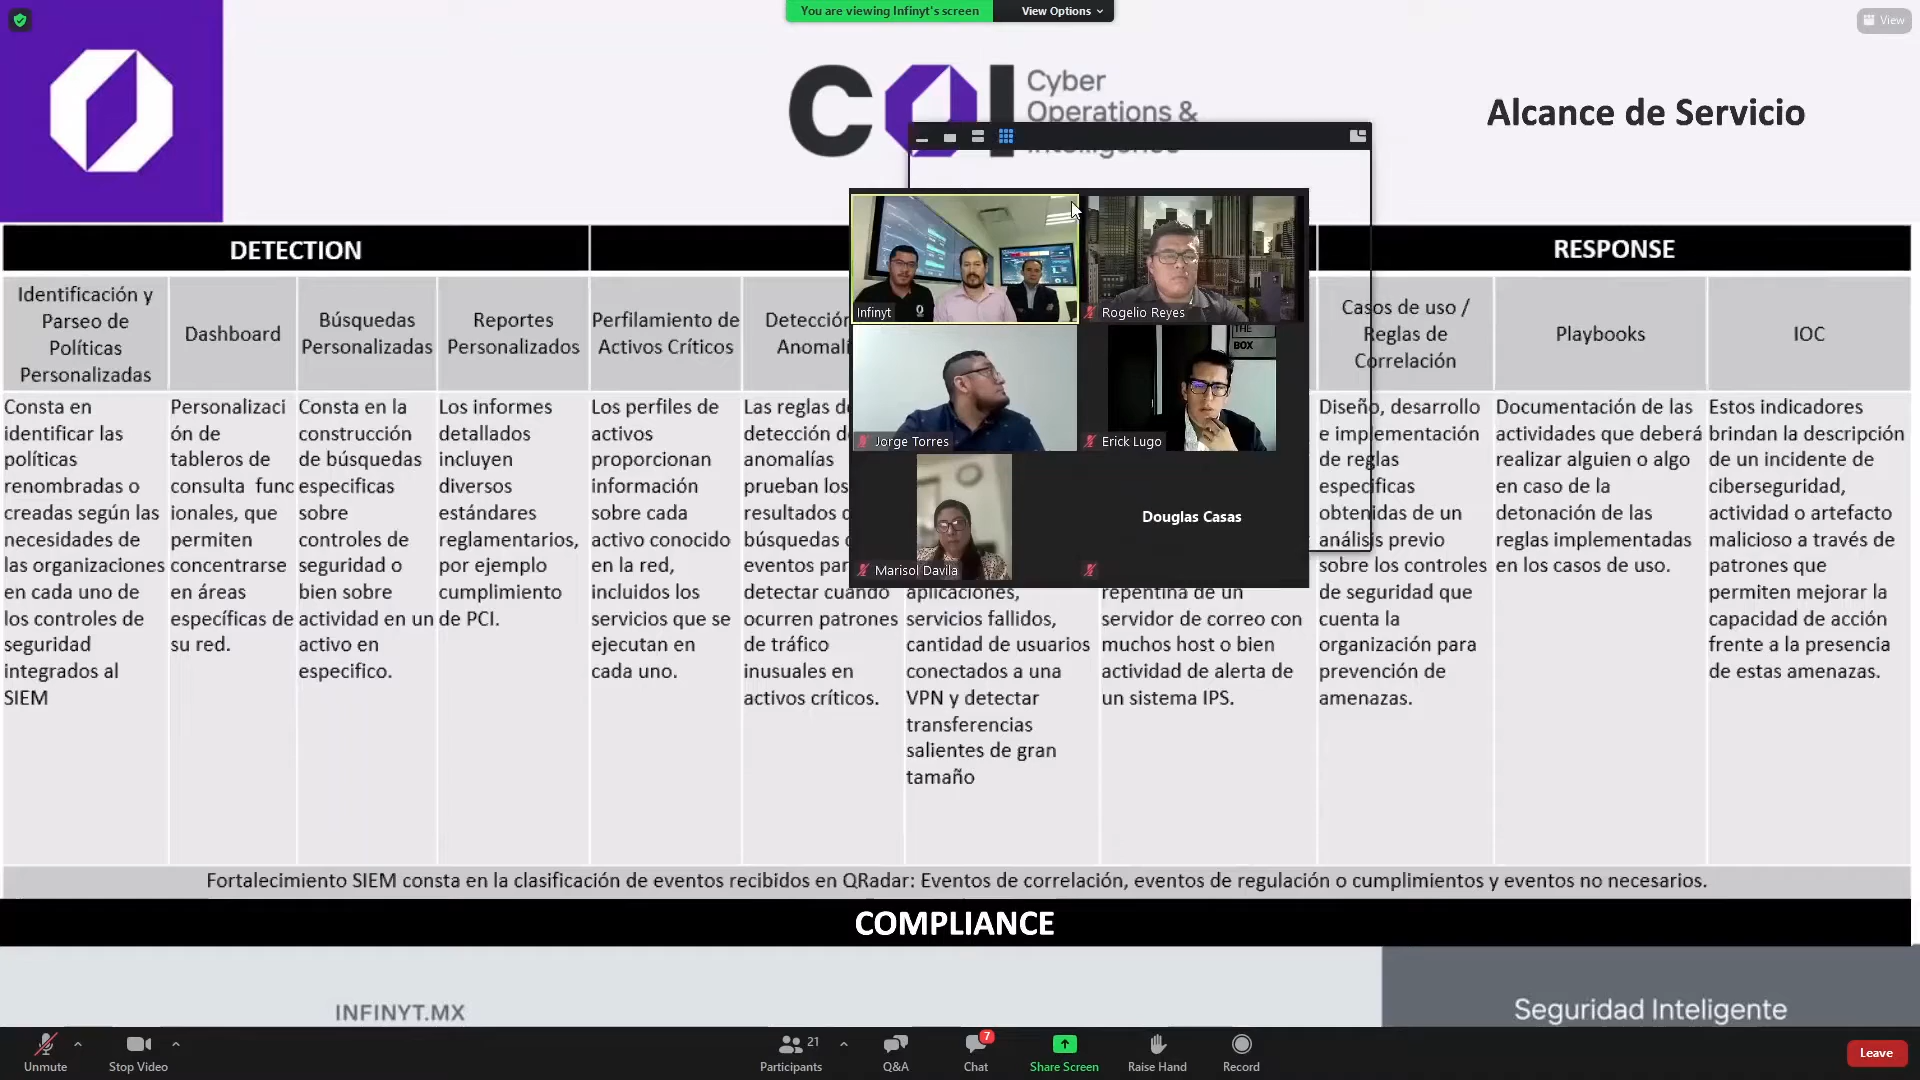 You are viewing Infinyt's screen
View Options
View
COI
Cyber
Operations &
Alcance de Servicio
DETECTION
RESPONSE
Identificación y
Parseo de
Políticas
Personalizadas
Dashboard
Búsquedas
Personalizadas
Reportes
Personalizados
Perfilamiento de
Activos Críticos
Casos de uso /
Reglas de
Correlación
Playbooks
IOC
Consta en
identificar las
políticas
renombradas o
creadas según las
necesidades de
las organizaciones
en cada uno de
los controles de
seguridad
integrados al
SIEM
Personalizaci
ón de
tableros de
consulta func
ionales, que
permiten
concentrarse
en áreas
específicas de
su red.
Consta en la
construcción
de búsquedas
especificas
sobre
controles de
seguridad o
bien sobre
actividad en un
activo en
especifico.
Los informes
detallados
incluyen
diversos
estándares
reglamentarios,
por ejemplo
cumplimiento
de PCI.
Los perfiles de
activos
proporcionan
información
sobre cada
activo conocido
en la red,
incluidos los
servicios que se
ejecutan en
cada uno.
Las reglas
detección
anomalías
prueban los
resultados
búsquedas
eventos
detectar cuando
ocurren patrones
de tráfico
inusuales en
activos críticos.
aplicaciones,
servicios fallidos,
cantidad de usuarios
conectados a una
VPN y detectar
transferencias
salientes de gran
tamaño
repentina de un
servidor de correo con
muchos host o bien
actividad de alerta de
un sistema IPS.
Diseño, desarrollo
e implementación
de reglas
especificas
obtenidas de un
análisis previo
sobre los controles
de seguridad que
cuenta la
organización para
prevención de
amenazas.
Documentación de las
actividades que deberá
realizar alguien o algo
en caso de la
detonación de las
reglas implementadas
en los casos de uso.
Estos indicadores
brindan la descripción
de un incidente de
ciberseguridad,
actividad o artefacto
malicioso a través de
patrones que
permiten mejorar la
capacidad de acción
frente a la presencia
de estas amenazas.
Infinyt
Rogelio Reyes
THE
BOX
Jorge Torres
Erick Lugo
Marisol Davila
Douglas Casas
Fortalecimiento SIEM consta en la clasificación de eventos recibidos en QRadar: Eventos de correlación, eventos de regulación o cumplimientos y eventos no necesarios.
COMPLIANCE
INFINYT.MX
Seguridad Inteligente
Unmute
Stop Video
Participants
21
Q&A
Chat
7
Share Screen
Raise Hand
Record
Leave